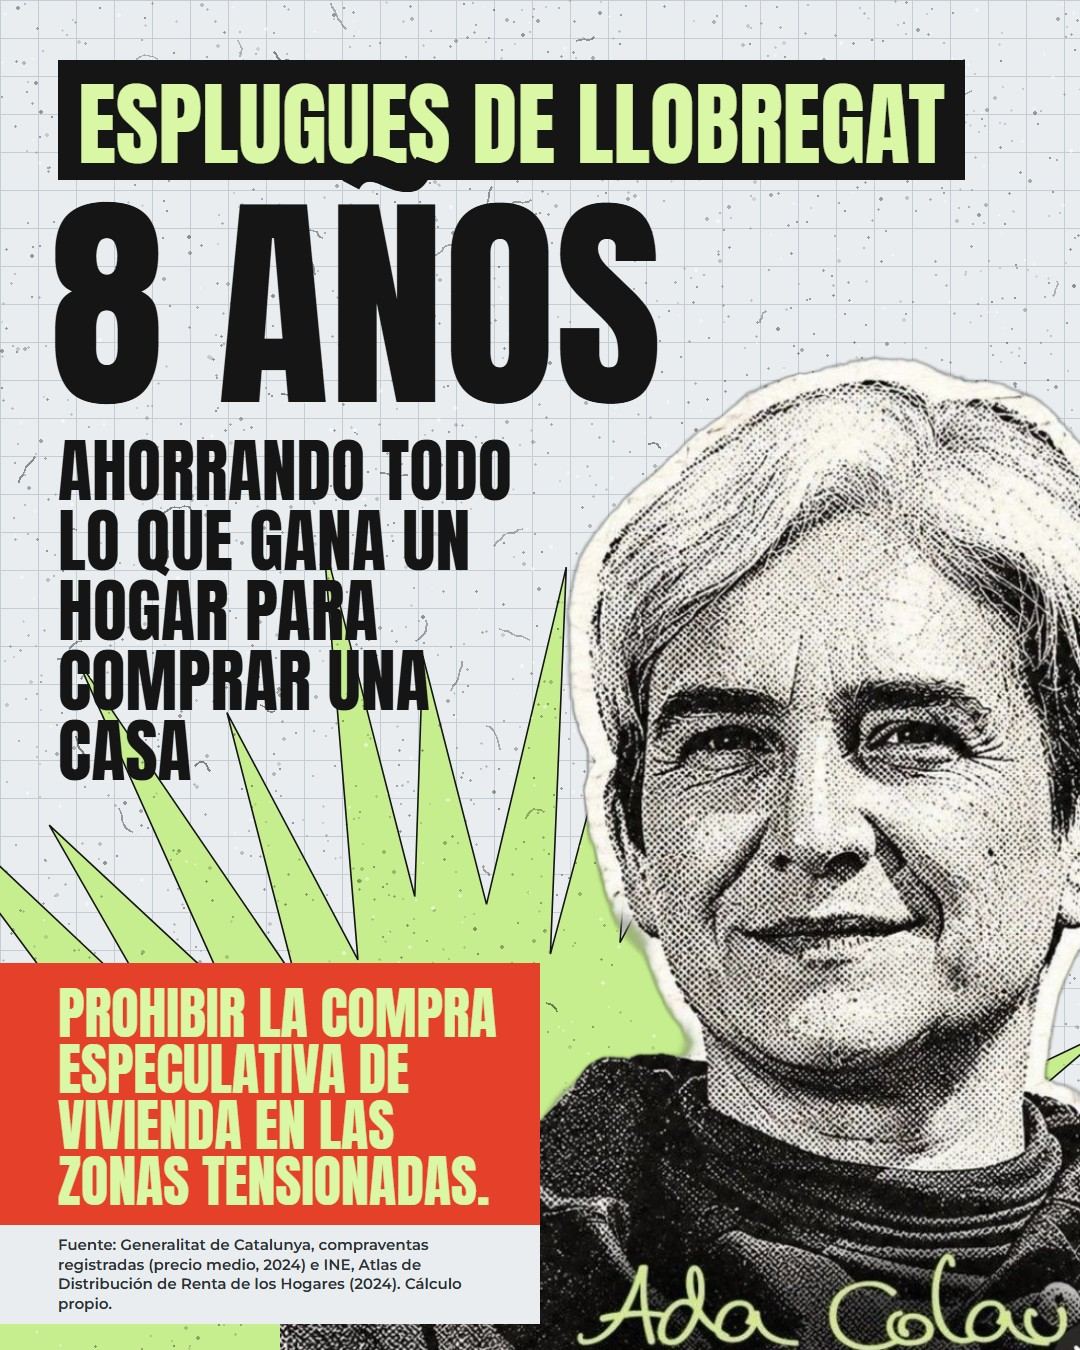 ESPLUGUES DE LLOBREGAT
8 AÑOS
AHORRANDO TODO
LO QUE GANA UN
HOGAR PARA
COMPRAR UNA
CASA
PROHIBIR LA COMPRA
ESPECULATIVA DE
VIVIENDA EN LAS
ZONAS TENSIONADAS.
Fuente: Generalitat de Catalunya, compraventas
registradas (precio medio, 2024) e INE, Atlas de
Distribución de Renta de los Hogares (2024). Cálculo
propio.
Ada Colau